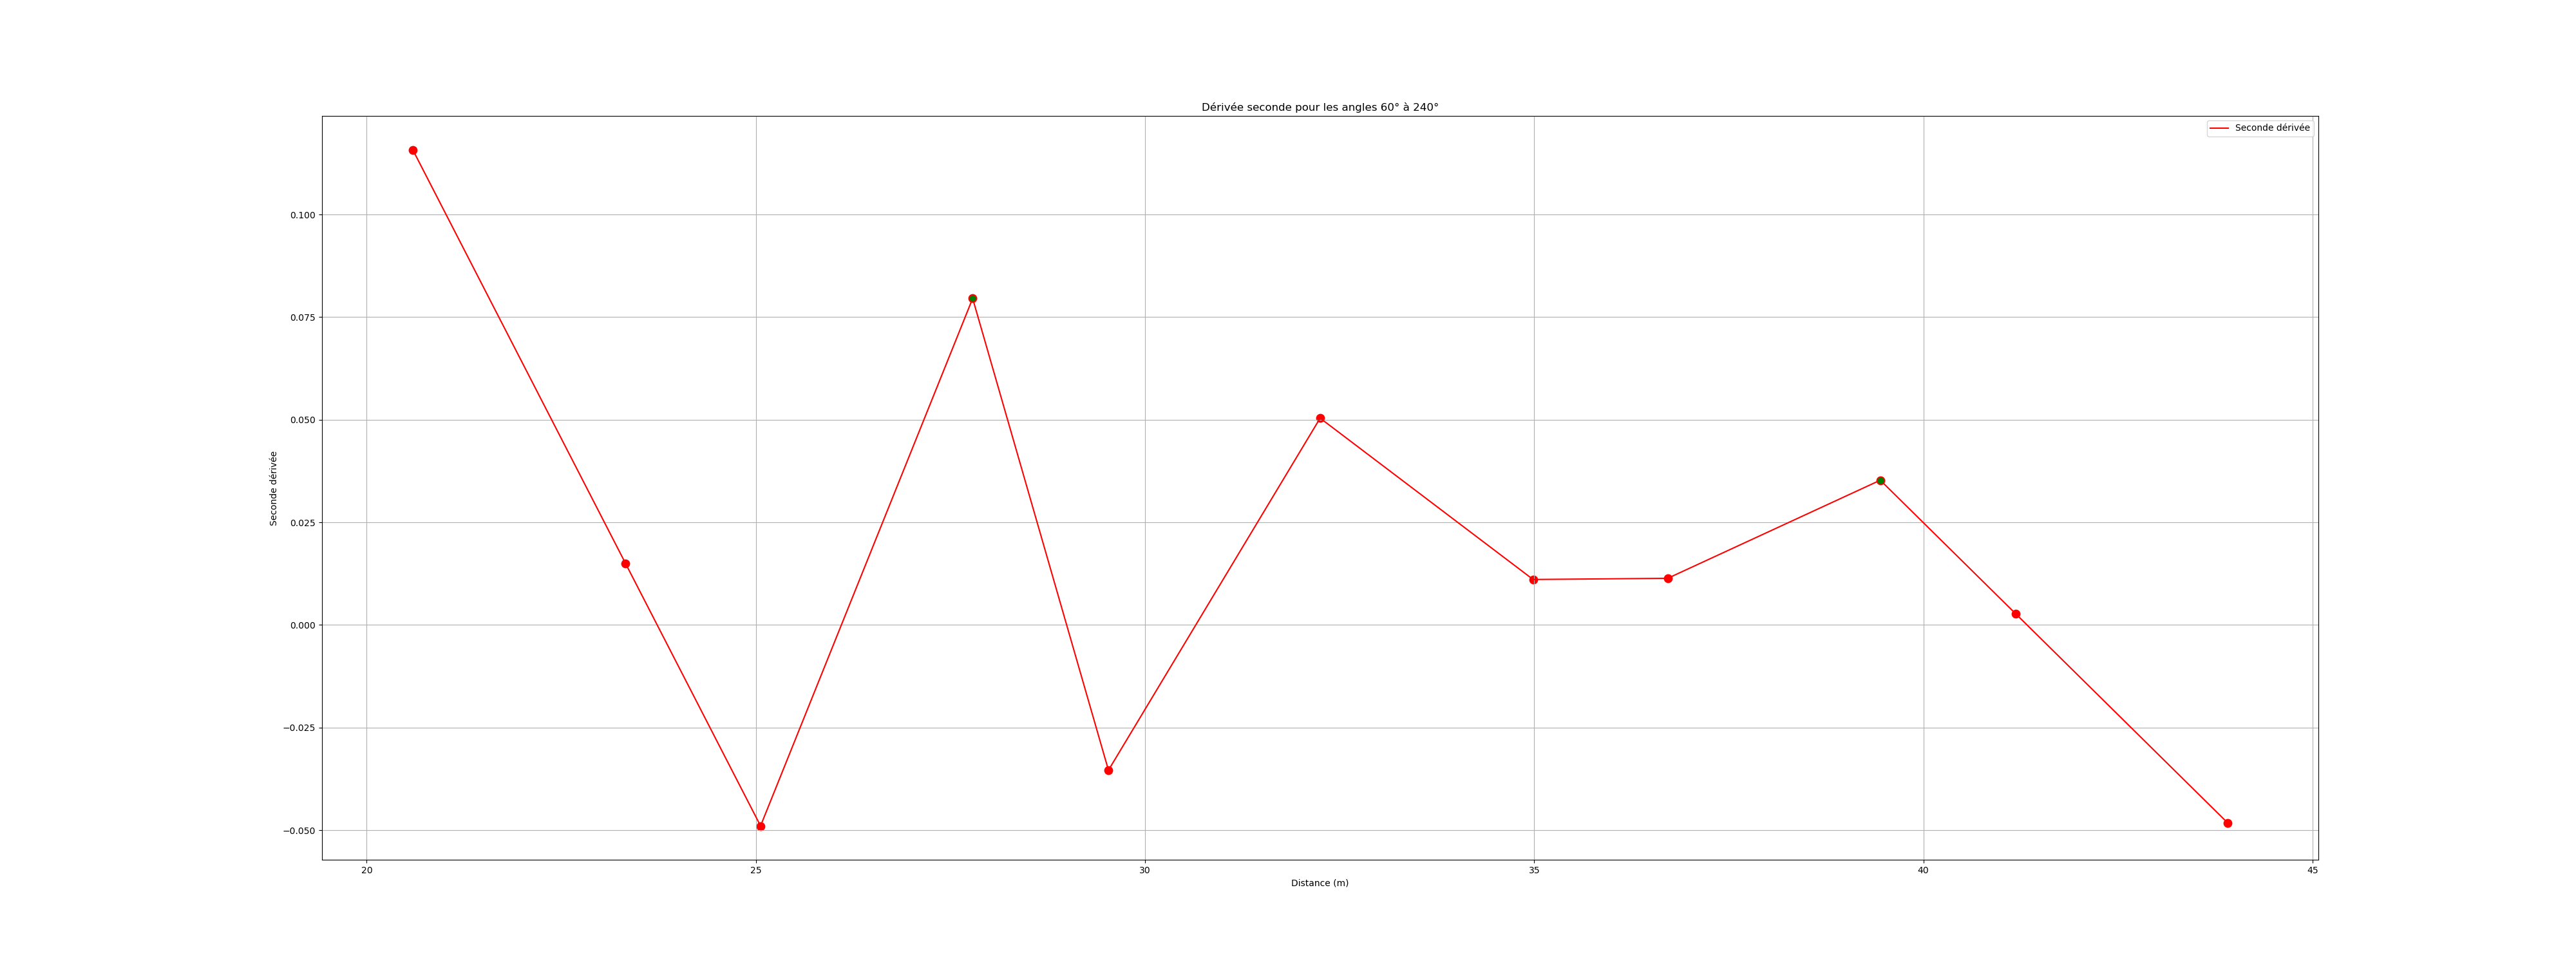 Dérivée seconde pour les angles 60° à 240°
Seconde dérivée
0.100
0.075
0.050
0.025
0.000
−0.025
−0.050
Seconde dérivée
20 25 30 35 40 45
Distance (m)